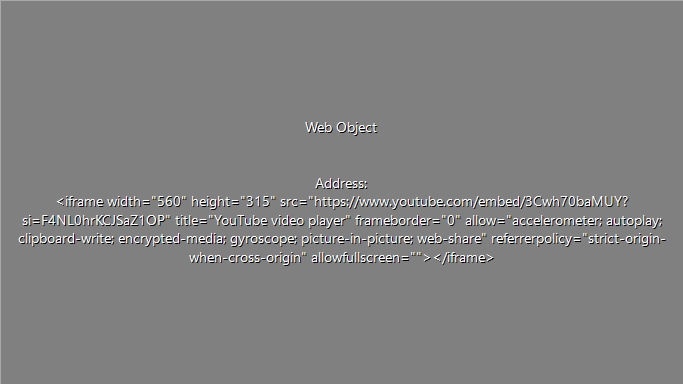 Web Object
Address:
<iframe width="560" height="315" src="https://www.youtube.com/embed/3Cwh70baMUY?
si=F4NL0hrKCJSaZ1OP" title="YouTube video player" frameborder="0" allow="accelerometer; autoplay;
clipboard-write; encrypted-media; gyroscope; picture-in-picture; web-share" referrerpolicy="strict-origin-
when-cross-origin" allowfullscreen=""></iframe>